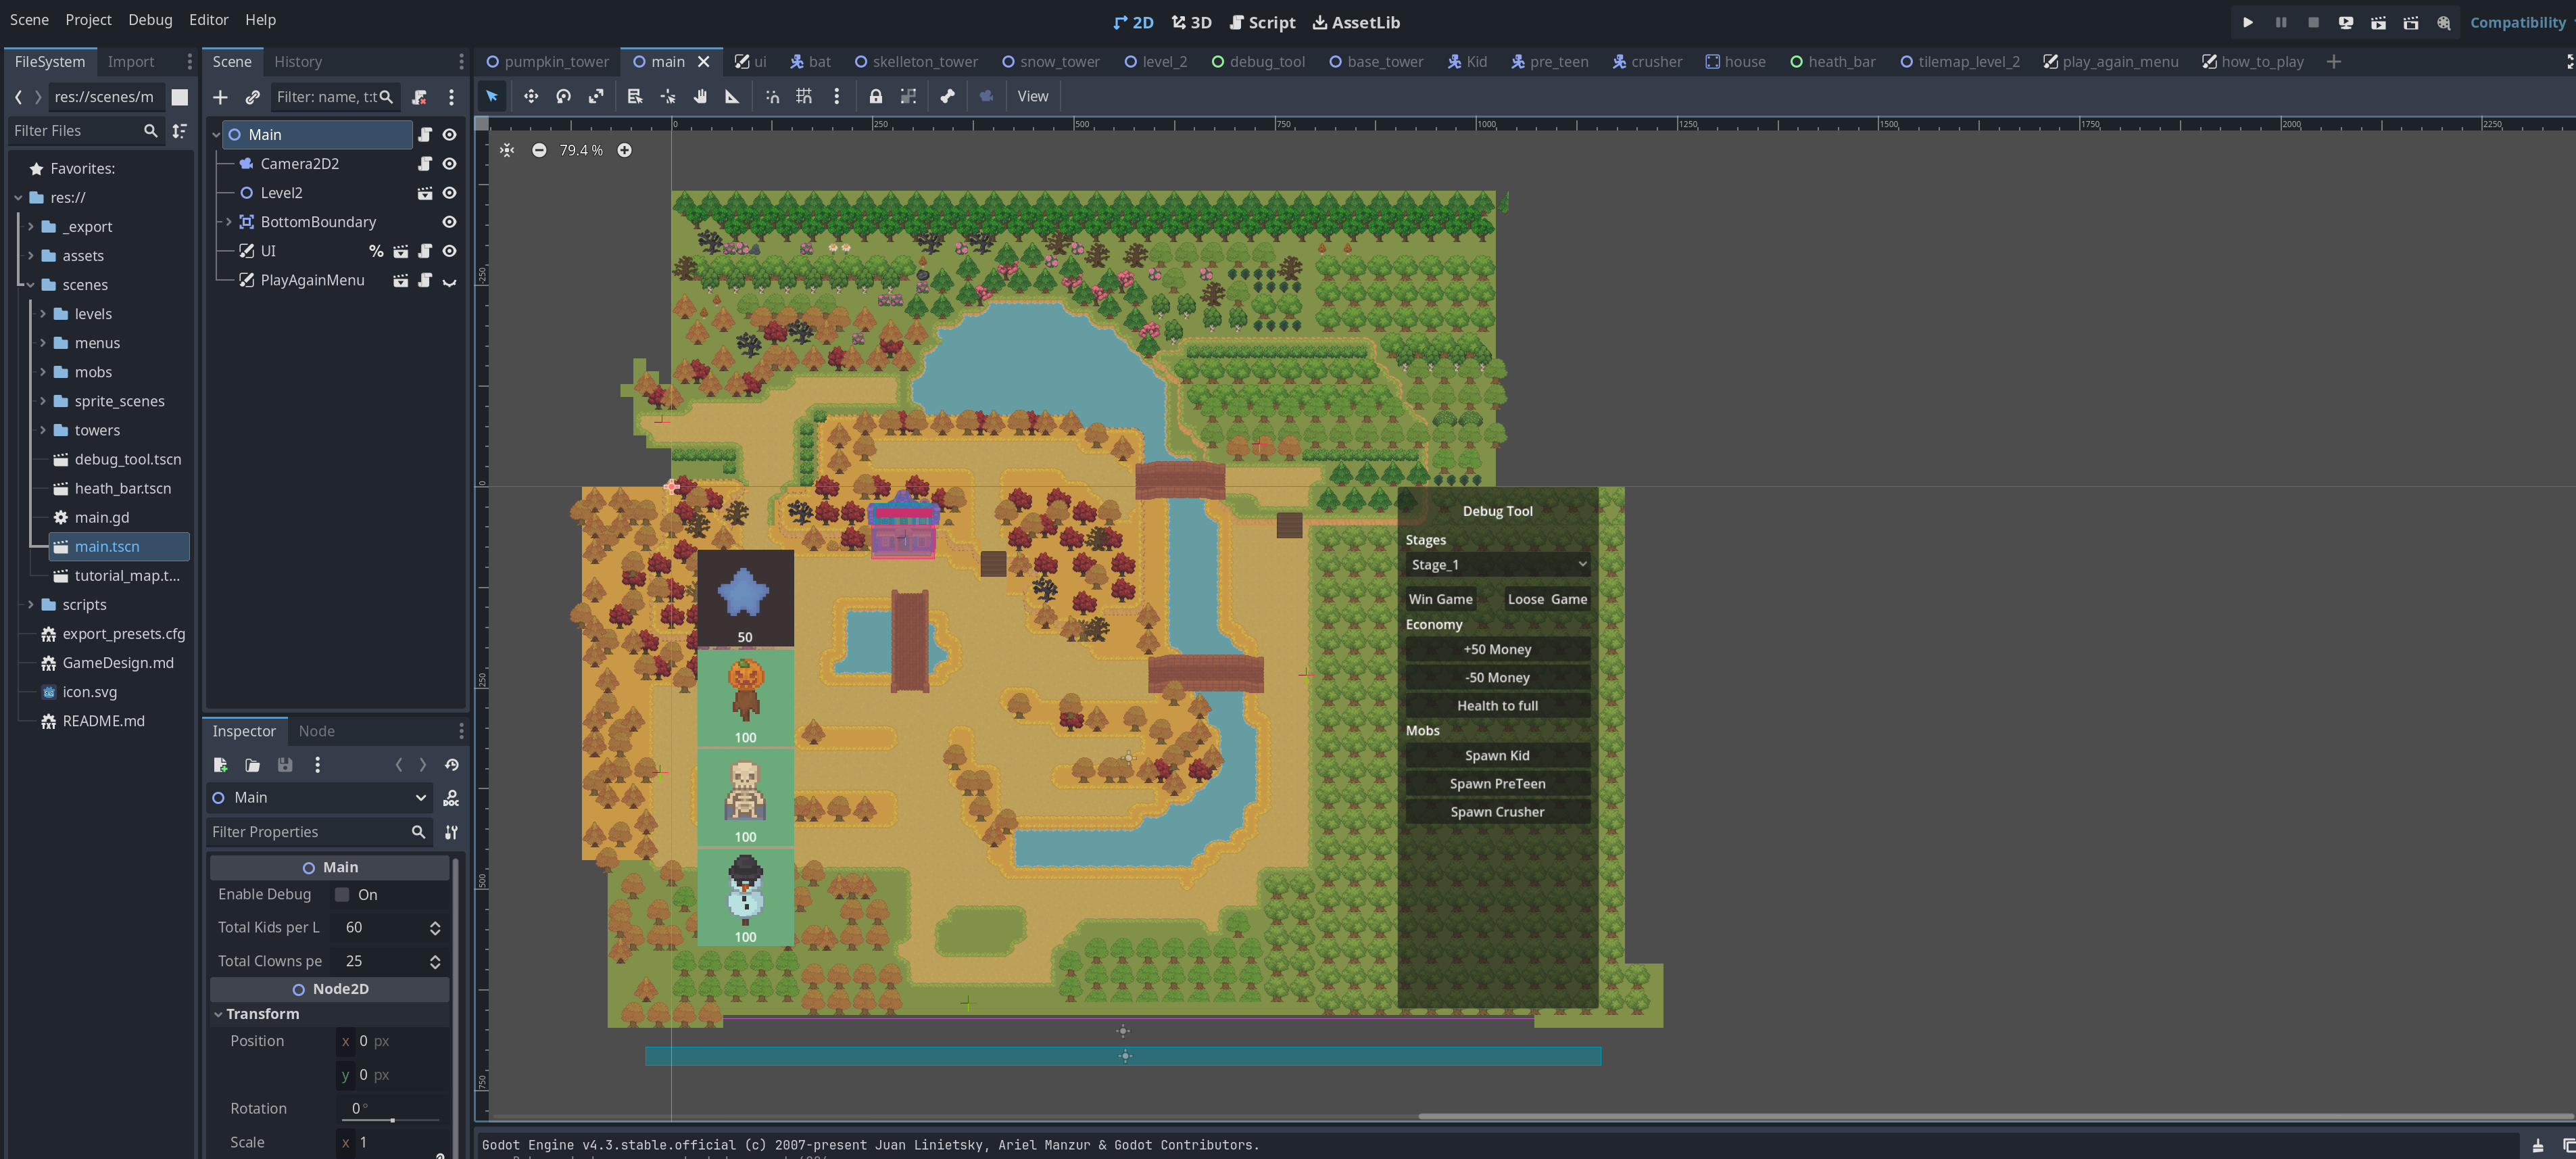 Scene Project Debug Editor Help
2D 3D Script AssetLib
Compatibility
FileSystem Import
Scene History
pumpkin_tower main ui bat skelleton_tower snow_tower level_2 debug_tool base_tower Kid pre_teen crusher house heath_bar tilemap_level_2 play_again_menu how_to_play
res://scenes/m
Filter: name, t:t
View
Filter Files
Favorites:
res://
_export
assets
scenes
levels
menus
mobs
sprite_scenes
towers
debug_tool.tscn
heath_bar.tscn
main.gd
main.tscn
tutorial_map.t...
scripts
export_presets.cfg
GameDesign.md
icon.svg
README.md
Main
Camera2D2
Level2
BottomBoundary
UI %
PlayAgainMenu
Inspector Node
Main
DOC
Filter Properties
Main
Enable Debug On
Total Kids per L 60
Total Clowns pe 25
Node2D
Transform
Position x 0 px
y 0 px
Rotation 0 °
Scale x 1
0 250 500 750 1000 1250 1500 1750 2000 2250
79.4 %
-250
0
250
500
750
50
100
100
100
Debug Tool
Stages
Stage_1
Win Game Loose Game
Economy
+50 Money
-50 Money
Health to full
Mobs
Spawn Kid
Spawn PreTeen
Spawn Crusher
Godot Engine v4.3.stable.official (c) 2007-present Juan Linietsky, Ariel Manzur & Godot Contributors.